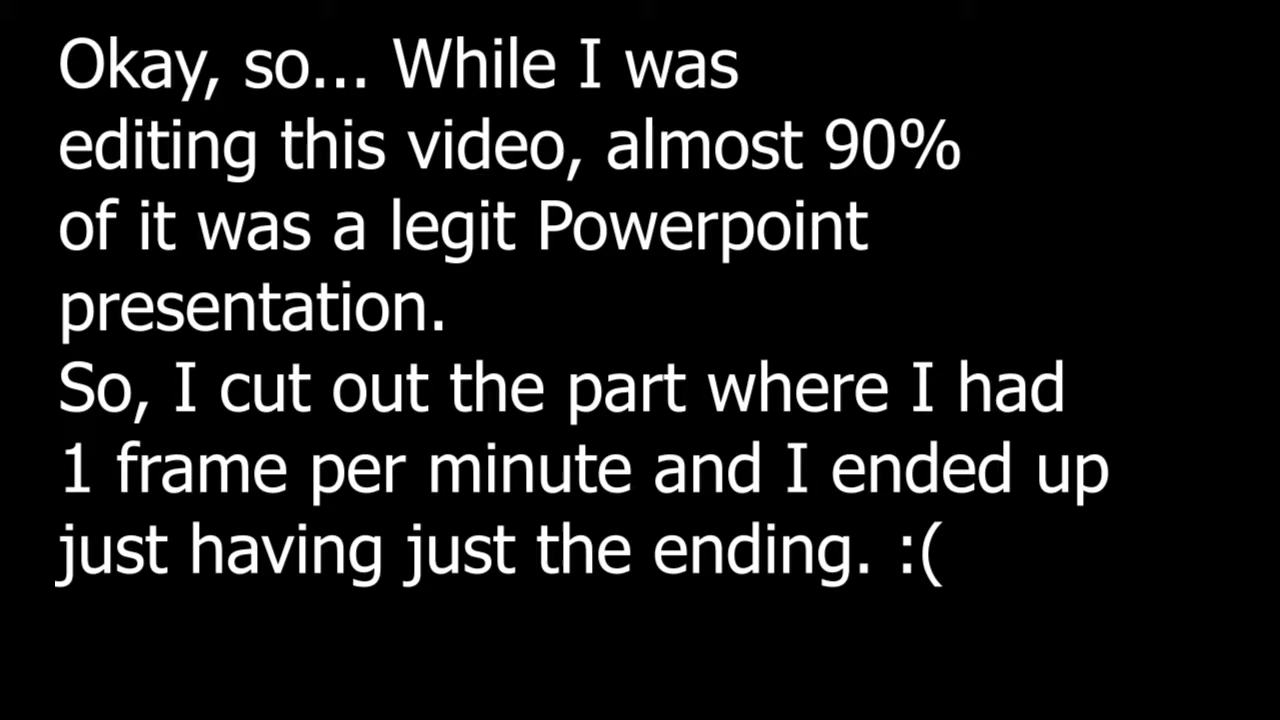 Okay, so... While I was
editing this video, almost 90%
of it was a legit Powerpoint
presentation.
So, I cut out the part where I had
1 frame per minute and I ended up
just having just the ending. :(